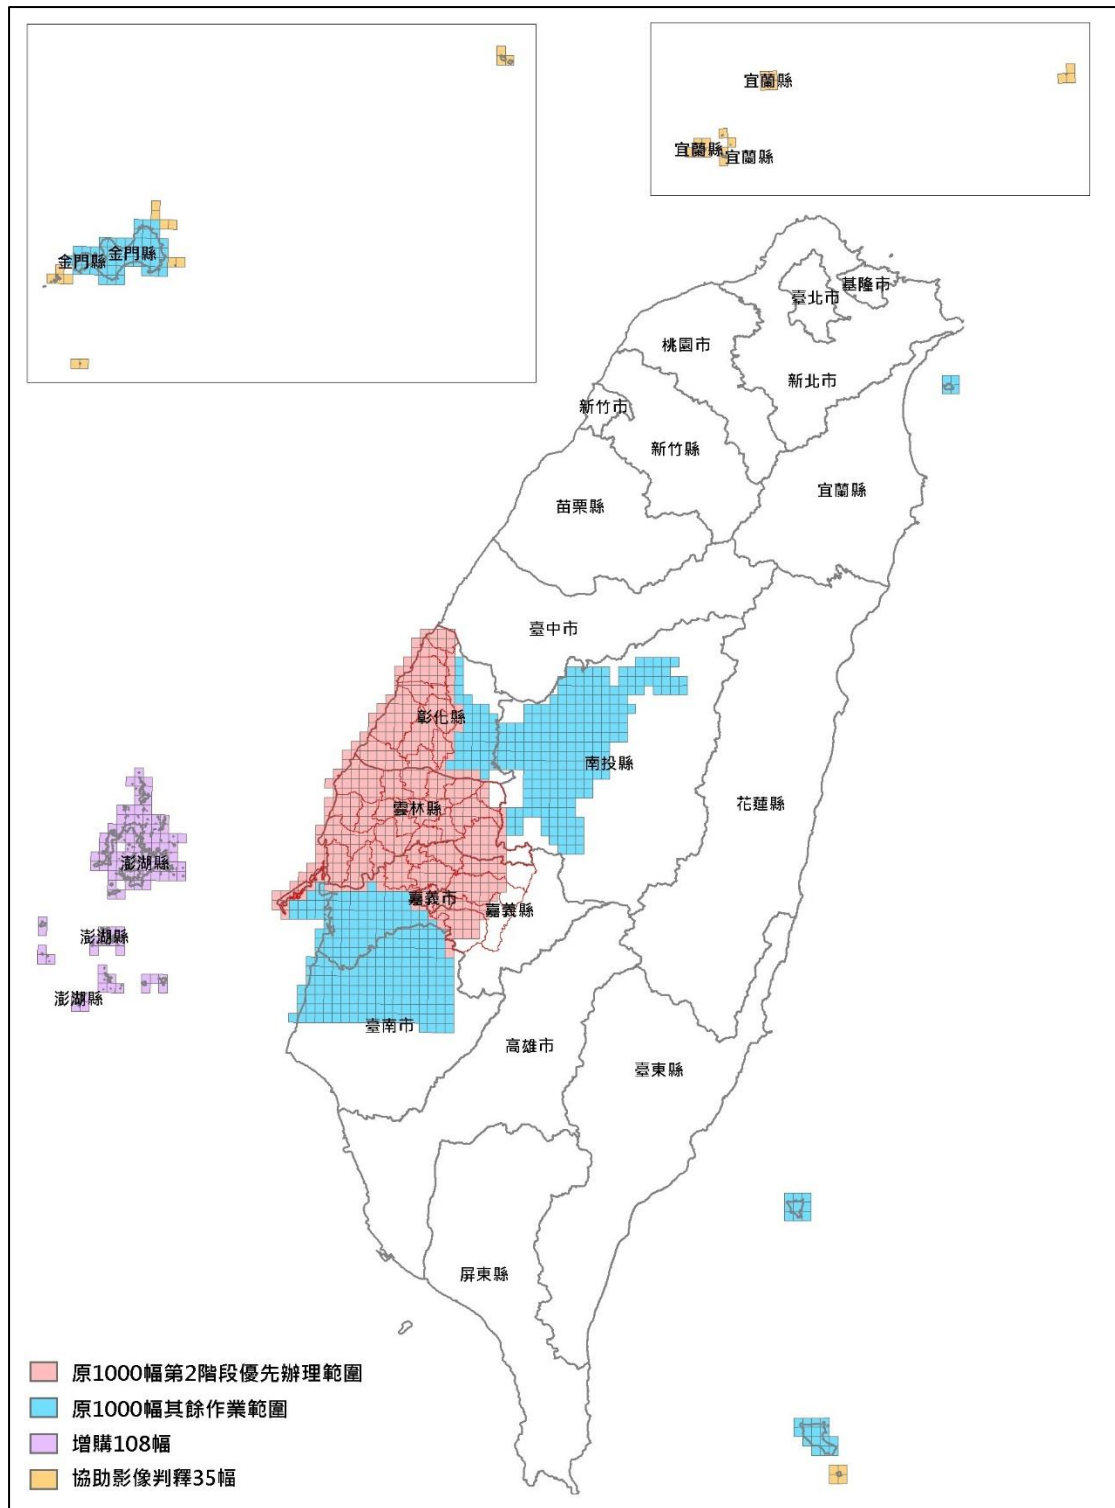 宜蘭縣
宜蘭縣
宜蘭縣
金門縣
金門縣
基隆市
臺北市
桃園市
新北市
新竹市
新竹縣
宜蘭縣
苗栗縣
臺中市
彰化縣
南投縣
花蓮縣
雲林縣
澎湖縣
嘉義市
嘉義縣
澎湖縣
澎湖縣
臺南市
高雄市
臺東縣
屏東縣
原1000幅第2階段優先辦理範圍
原1000幅其餘作業範圍
增購108幅
協助影像判釋35幅